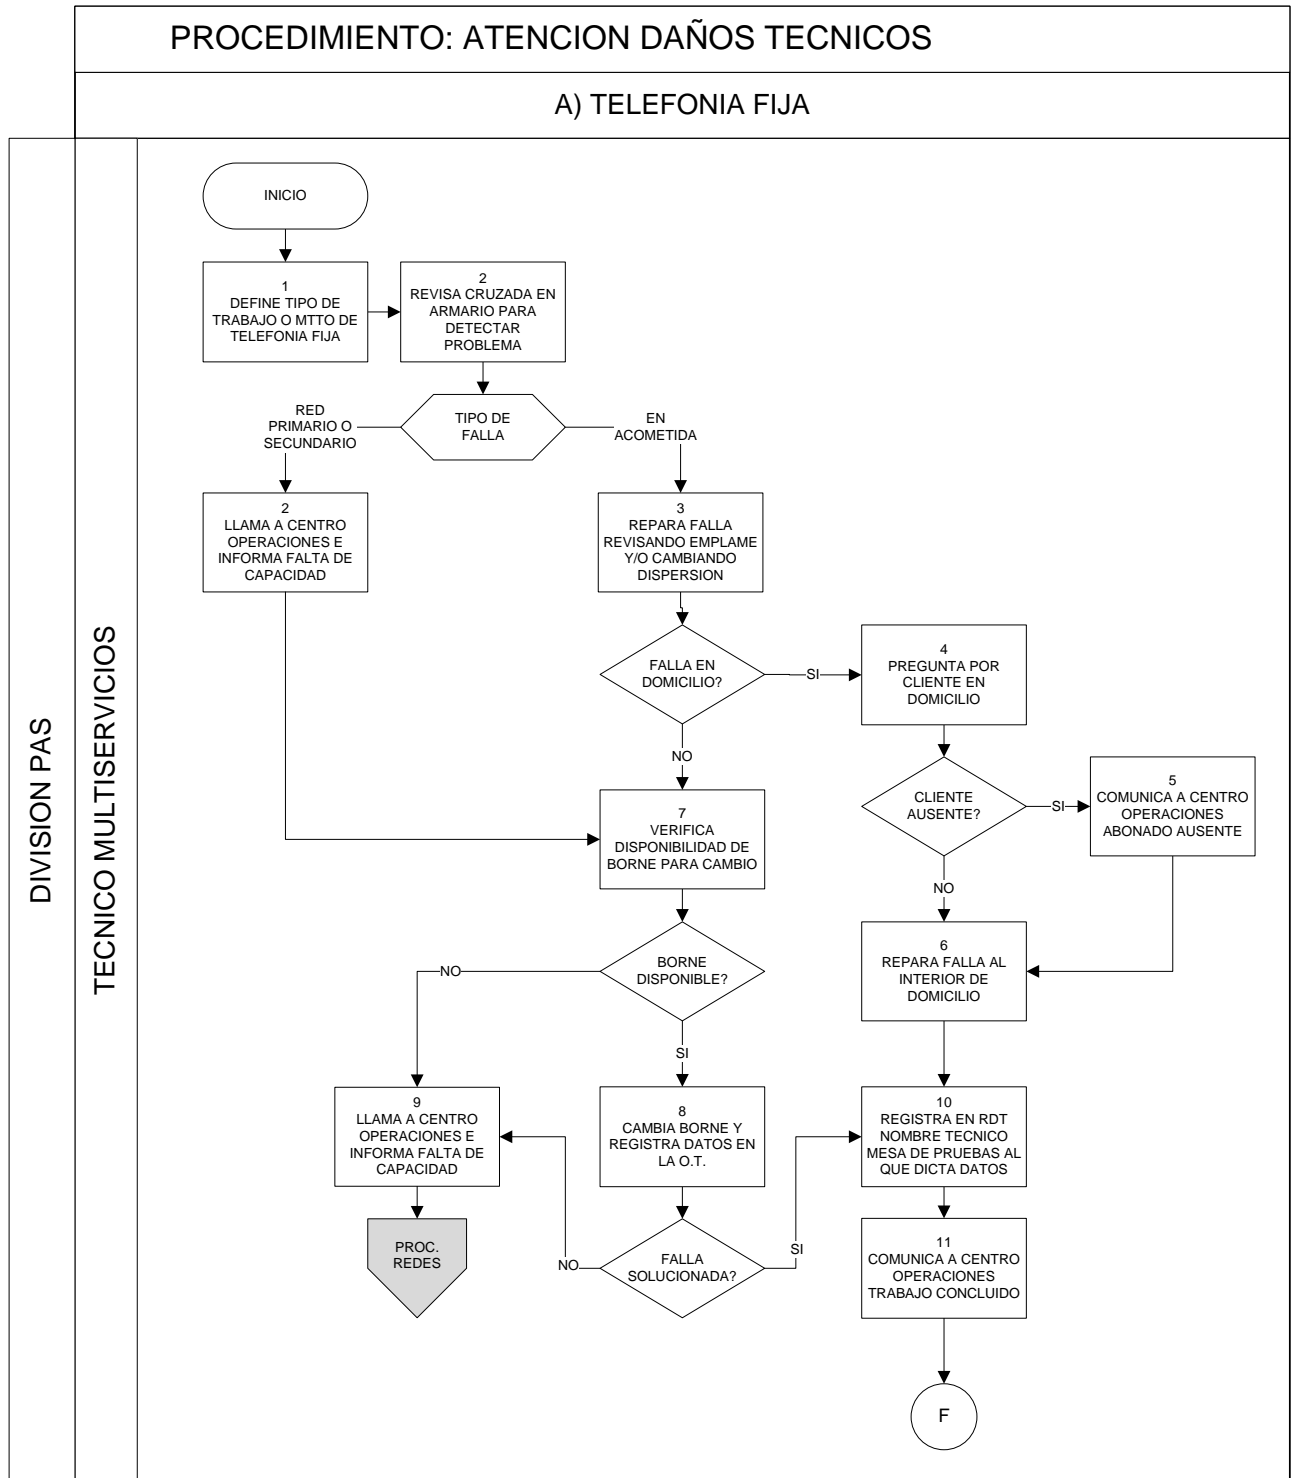 PROCEDIMIENTO: ATENCION DAÑOS TECNICOS
A) TELEFONIA FIJA
DIVISION PAS
TECNICO MULTISERVICIOS
INICIO
1
DEFINE TIPO DE
TRABAJO O MTTO DE
TELEFONIA FIJA
2
REVISA CRUZADA EN
ARMARIO PARA
DETECTAR
PROBLEMA
TIPO DE
FALLA
RED
PRIMARIO O
SECUNDARIO
EN
ACOMETIDA
2
LLAMA A CENTRO
OPERACIONES E
INFORMA FALTA DE
CAPACIDAD
3
REPARA FALLA
REVISANDO EMPLAME
Y/O CAMBIANDO
DISPERSION
FALLA EN
DOMICILIO?
SI
NO
4
PREGUNTA POR
CLIENTE EN
DOMICILIO
CLIENTE
AUSENTE?
SI
NO
5
COMUNICA A CENTRO
OPERACIONES
ABONADO AUSENTE
7
VERIFICA
DISPONIBILIDAD DE
BORNE PARA CAMBIO
BORNE
DISPONIBLE?
NO
SI
6
REPARA FALLA AL
INTERIOR DE
DOMICILIO
9
LLAMA A CENTRO
OPERACIONES E
INFORMA FALTA DE
CAPACIDAD
8
CAMBIA BORNE Y
REGISTRA DATOS EN
LA O.T.
10
REGISTRA EN RDT
NOMBRE TECNICO
MESA DE PRUEBAS AL
QUE DICTA DATOS
PROC.
REDES
NO
FALLA
SOLUCIONADA?
SI
11
COMUNICA A CENTRO
OPERACIONES
TRABAJO CONCLUIDO
F